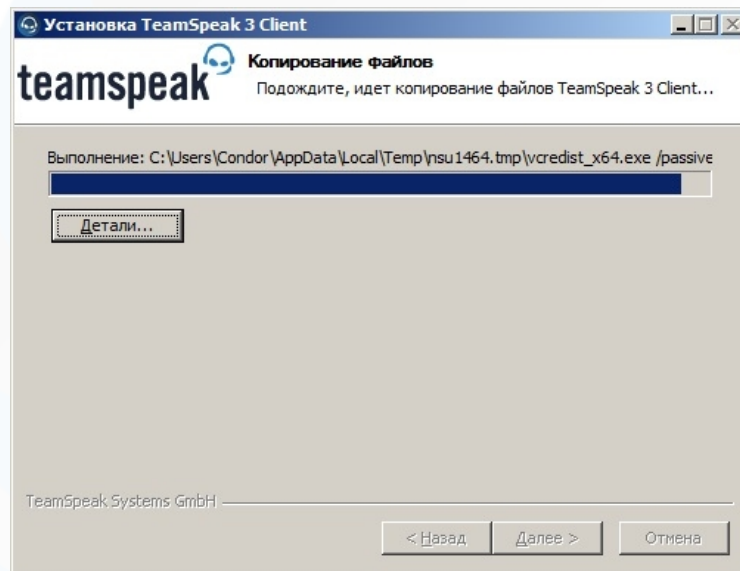 Установка TeamSpeak 3 Client
teamspeak
Копирование файлов
Подождите, идет копирование файлов TeamSpeak 3 Client...
Выполнение: C:\Users\Condor\AppData\Local\Temp\nsu1464.tmp\vcredist_x64.exe /passive
Детали...
TeamSpeak Systems GmbH
< Назад
Далее >
Отмена